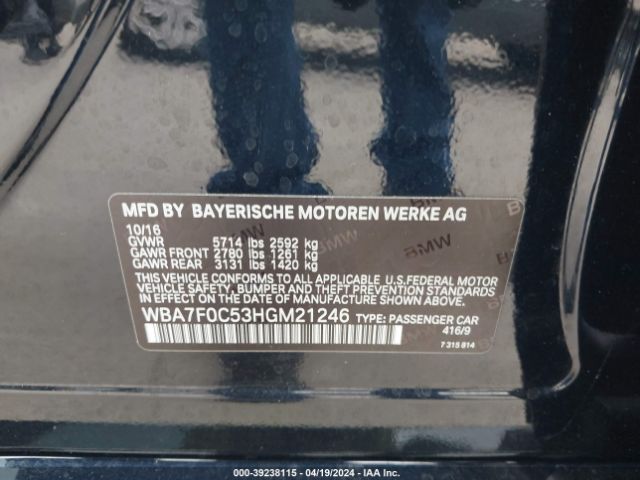 MFD BY BAYERISCHE MOTOREN WERKE AG
10/16
GVWR 5714 lbs 2592 kg
GAWR FRONT 2780 lbs 1261 kg
GAWR REAR 3131 lbs 1420 kg
THIS VEHICLE CONFORMS TO ALL APPLICABLE U.S.FEDERAL MOTOR
VEHICLE SAFETY, BUMPER AND THEFT PREVENTION STANDARDS
IN EFFECT ON THE DATE OF MANUFACTURE SHOWN ABOVE.
WBA7F0C53HGM21246 TYPE: PASSENGER CAR
416/9
7 315 814
BMW
BMW
000-39238115 - 04/19/2024 - IAA Inc.